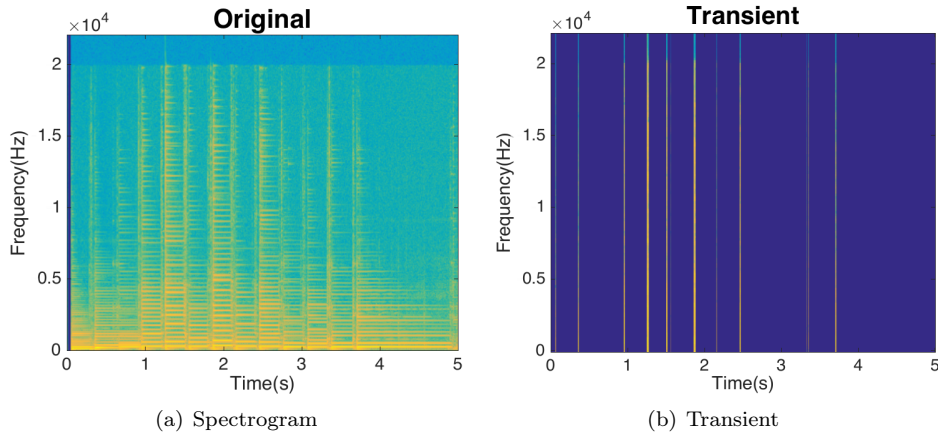 Original
×10⁴
2
1.5
1
0.5
0
Frequency(Hz)
0 1 2 3 4 5
Time(s)
(a) Spectrogram
Transient
×10⁴
2
1.5
1
0.5
0
Frequency(Hz)
0 1 2 3 4 5
Time(s)
(b) Transient